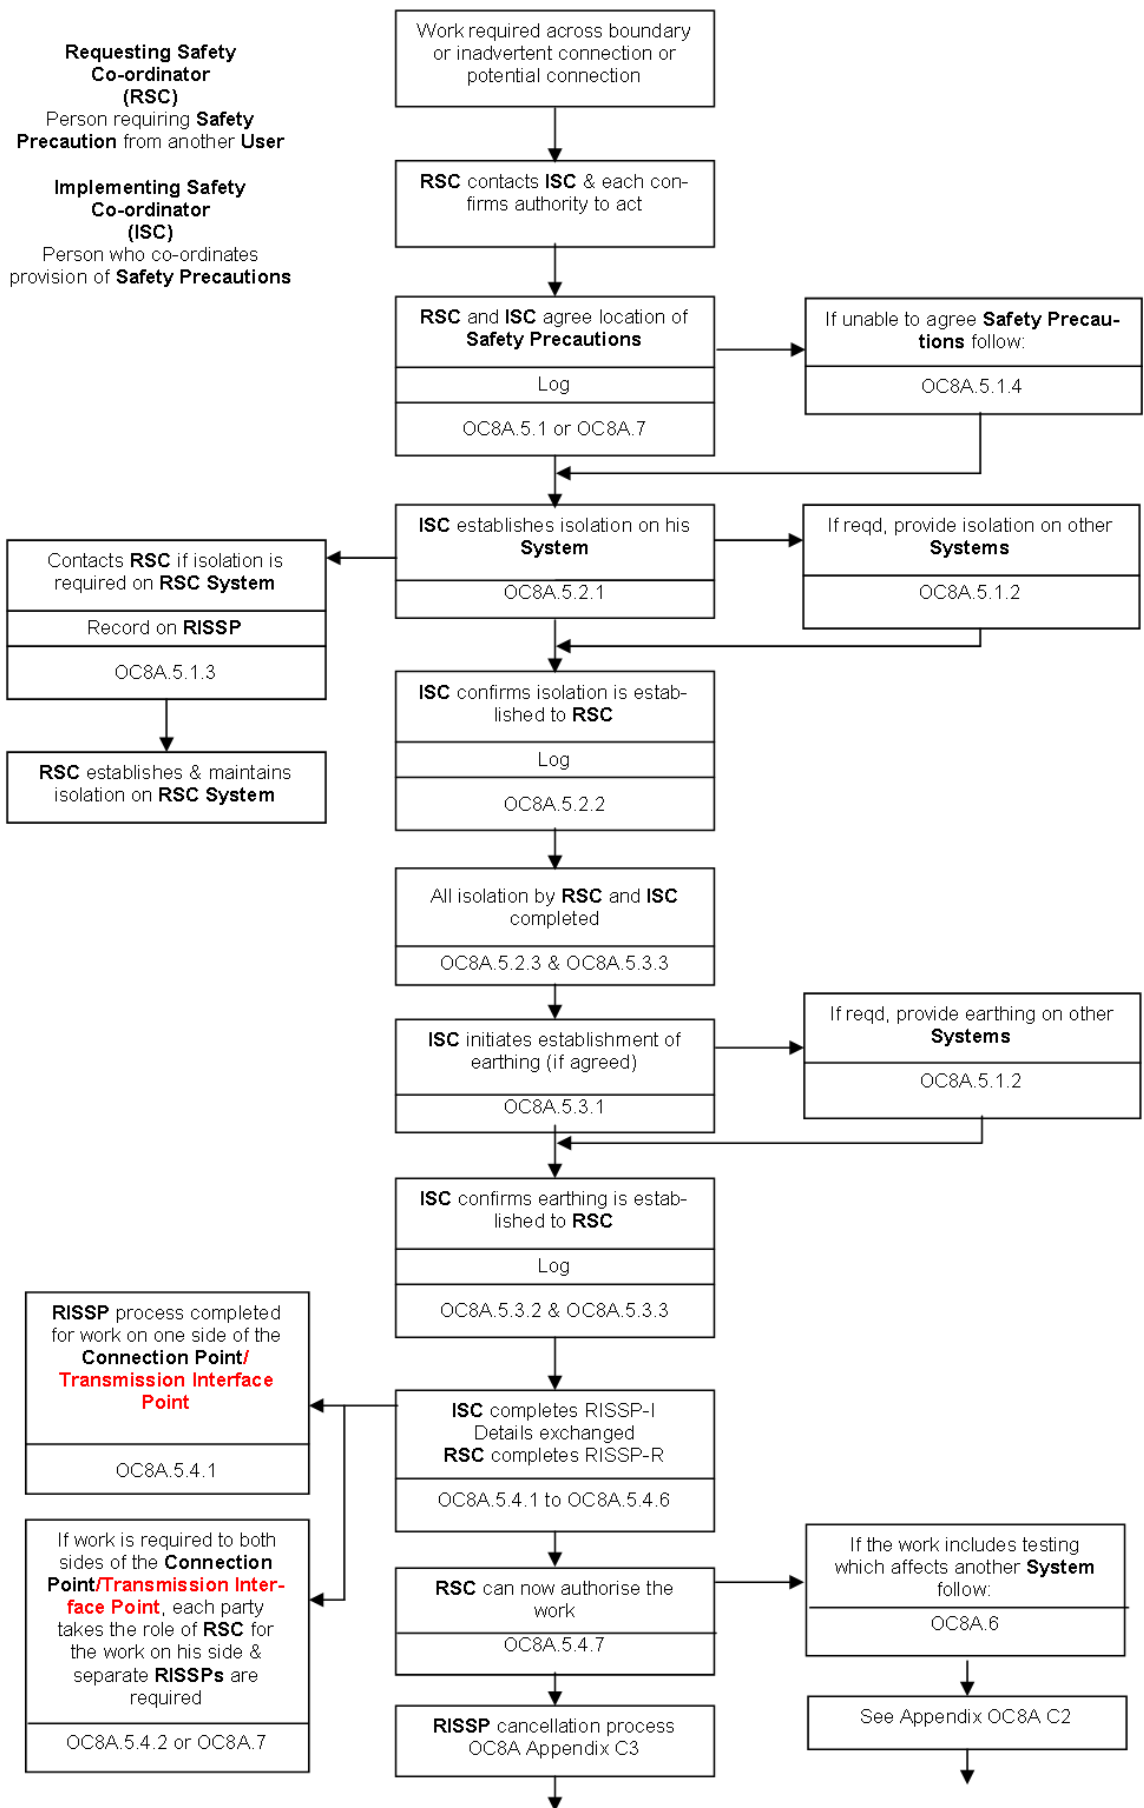 Requesting Safety
Co-ordinator
(RSC)
Person requiring Safety
Precaution from another User
Implementing Safety
Co-ordinator
(ISC)
Person who co-ordinates
provision of Safety Precautions
Work required across boundary
or inadvertent connection or
potential connection
RSC contacts ISC & each con-
firms authority to act
RSC and ISC agree location of
Safety Precautions
Log
OC8A.5.1 or OC8A.7
If unable to agree Safety Precau-
tions follow:
OC8A.5.1.4
ISC establishes isolation on his
System
OC8A.5.2.1
If reqd, provide isolation on other
Systems
OC8A.5.1.2
Contacts RSC if isolation is
required on RSC System
Record on RISSP
OC8A.5.1.3
RSC establishes & maintains
isolation on RSC System
ISC confirms isolation is estab-
lished to RSC
Log
OC8A.5.2.2
All isolation by RSC and ISC
completed
OC8A.5.2.3 & OC8A.5.3.3
ISC initiates establishment of
earthing (if agreed)
OC8A.5.3.1
If reqd, provide earthing on other
Systems
OC8A.5.1.2
ISC confirms earthing is estab-
lished to RSC
Log
OC8A.5.3.2 & OC8A.5.3.3
RISSP process completed
for work on one side of the
Connection Point/
Transmission Interface
Point
OC8A.5.4.1
ISC completes RISSP-I
Details exchanged
RSC completes RISSP-R
OC8A.5.4.1 to OC8A.5.4.6
If work is required to both
sides of the Connection
Point/Transmission Inter-
face Point, each party
takes the role of RSC for
the work on his side &
separate RISSPs are
required
OC8A.5.4.2 or OC8A.7
RSC can now authorise the
work
OC8A.5.4.7
If the work includes testing
which affects another System
follow:
OC8A.6
RISSP cancellation process
OC8A Appendix C3
See Appendix OC8A C2